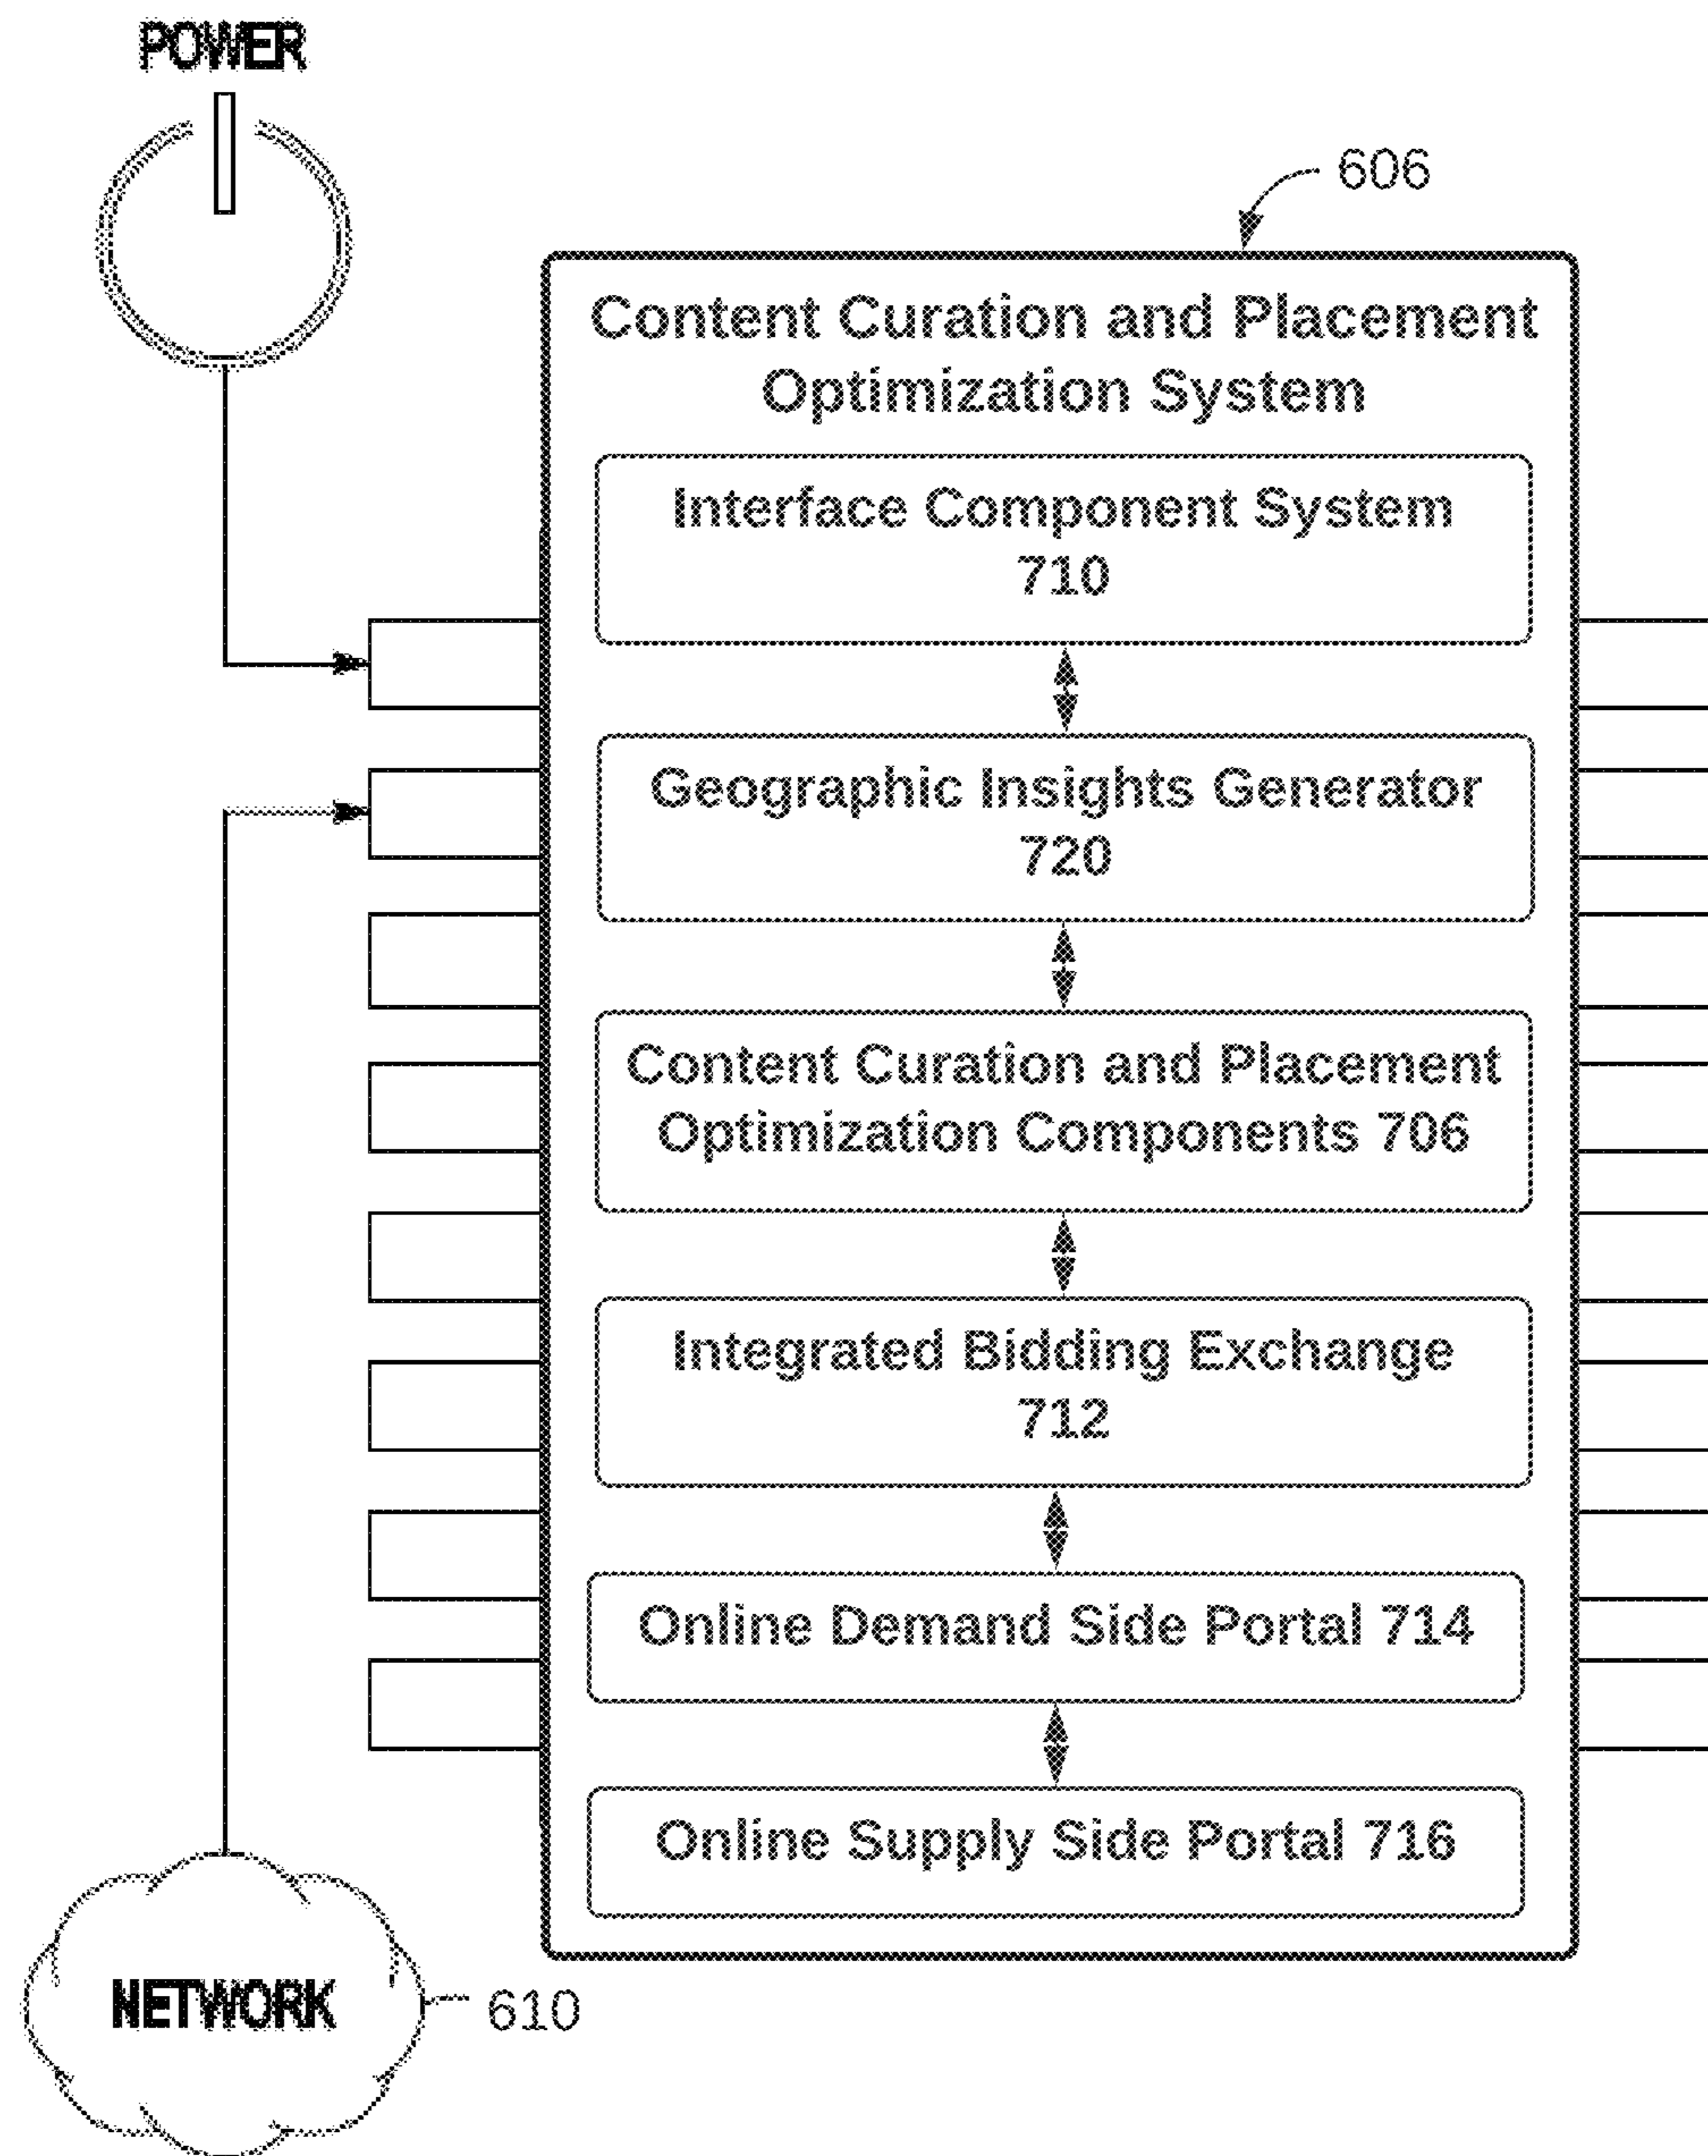 POWER
606
Content Curation and Placement
Optimization System
Interface Component System
710
Geographic Insights Generator
720
Content Curation and Placement
Optimization Components 706
Integrated Bidding Exchange
712
Online Demand Side Portal 714
Online Supply Side Portal 716
NETWORK
610